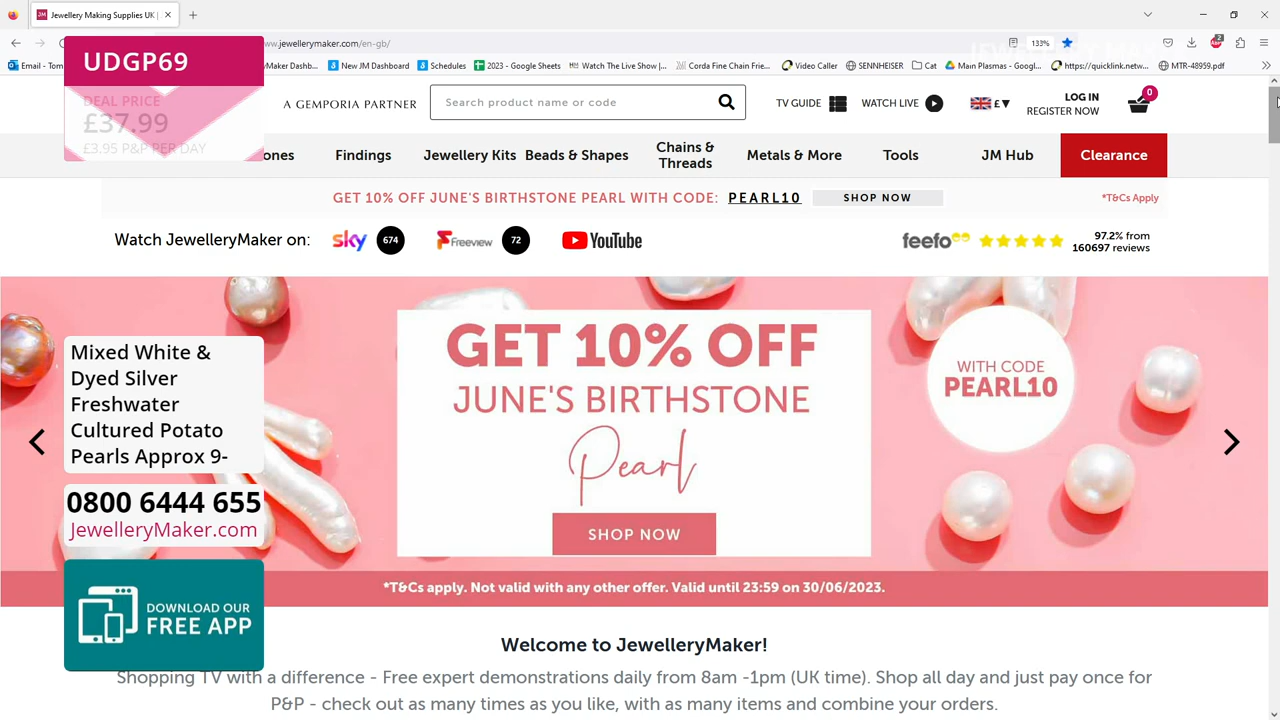 Jewellery Making Supplies UK |
www.jewellerymaker.com/en-gb/
133%
2
Email - Tom
Maker Dashb...
New JM Dashboard
Schedules
2023 - Google Sheets
Watch The Live Show |...
Corda Fine Chain Frie...
Video Caller
SENNHEISER
Cat
Main Plasmas - Googl...
https://quicklink.netw...
MTR-48959.pdf
UDGP69
DEAL PRICE
£37.99
£3.95 P&P PER DAY
A GEMPORIA PARTNER
Search product name or code
TV GUIDE
WATCH LIVE
£
LOG IN
REGISTER NOW
0
ones
Findings
Jewellery Kits
Beads & Shapes
Chains &
Threads
Metals & More
Tools
JM Hub
Clearance
GET 10% OFF JUNE'S BIRTHSTONE PEARL WITH CODE: PEARL10
SHOP NOW
*T&Cs Apply
Watch JewelleryMaker on:
sky
674
Freeview
72
YouTube
feefo
97.2% from
160697 reviews
GET 10% OFF
JUNE'S BIRTHSTONE
Pearl
SHOP NOW
WITH CODE
PEARL10
Mixed White &
Dyed Silver
Freshwater
Cultured Potato
Pearls Approx 9-
0800 6444 655
JewelleryMaker.com
DOWNLOAD OUR
FREE APP
*T&Cs apply. Not valid with any other offer. Valid until 23:59 on 30/06/2023.
Welcome to JewelleryMaker!
Shopping TV with a difference - Free expert demonstrations daily from 8am -1pm (UK time). Shop all day and just pay once for
P&P - check out as many times as you like, with as many items and combine your orders.